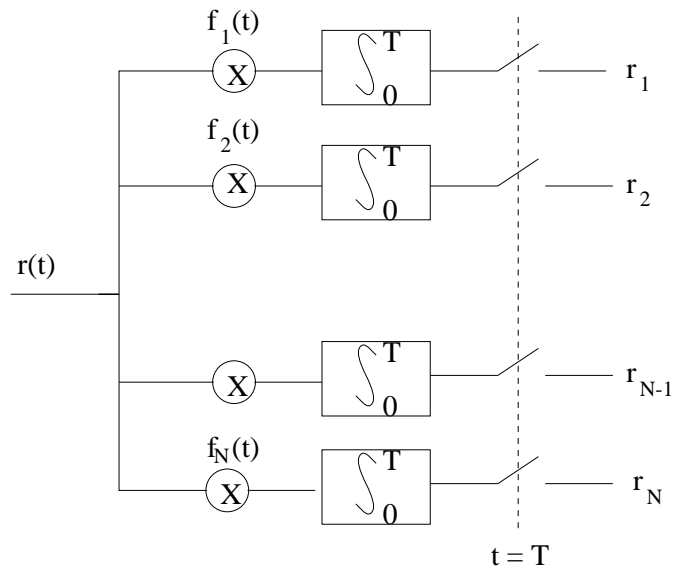 f1(t)
X
∫ T 0
r1
f2(t)
X
∫ T 0
r2
r(t)
X
∫ T 0
rN-1
fN(t)
X
∫ T 0
rN
t = T